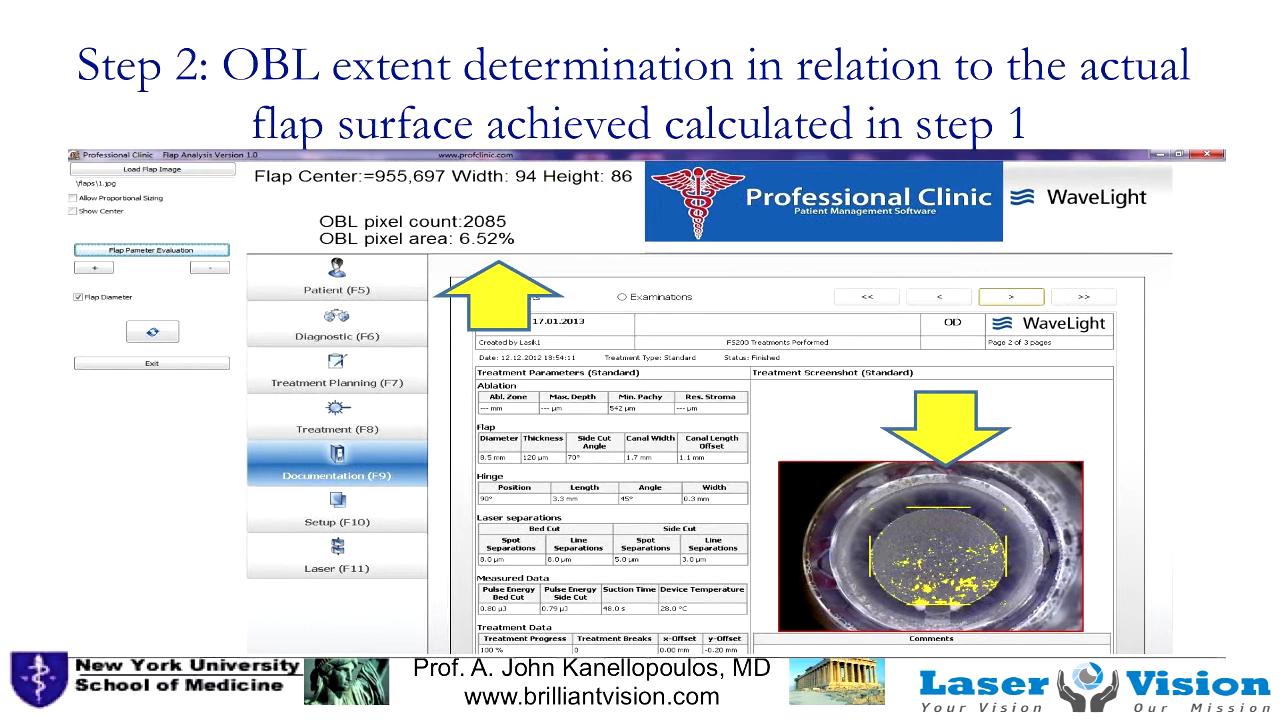 Step 2: OBL extent determination in relation to the actual
flap surface achieved calculated in step 1
Professional Clinic Flap Analysis Version 1.0 www.profclinic.com
Load Flap Image
\flaps\1.jpg
Allow Proportional Sizing
Show Center
Flap Pameter Evaluation
+ -
Flap Diameter
Exit
Flap Center:=955,697 Width: 94 Height: 86
OBL pixel count:2085
OBL pixel area: 6.52%
Professional Clinic
Patient Management Software
WaveLight
Patient (F5)
Diagnostic (F6)
Treatment Planning (F7)
Treatment (F8)
Documentation (F9)
Setup (F10)
Laser (F11)
Examinations << < > >>
17.01.2013 OD WaveLight
Created by Lasik1 FS200 Treatments Performed Page 2 of 3 pages
Date: 12.12.2012 18:54:11 Treatment Type: Standard Status: Finished
Treatment Parameters (Standard) Treatment Screenshot (Standard)
Ablation
Abl. Zone Max. Depth Min. Pachy Res. Stroma
--- mm --- µm 542 µm --- µm
Flap
Diameter Thickness Side Cut Angle Canal Width Canal Length Offset
8.5 mm 120 µm 70° 1.7 mm 1.1 mm
Hinge
Position Length Angle Width
90° 3.3 mm 45° 0.3 mm
Laser separations
Bed Cut Side Cut
Spot Separations Line Separations Spot Separations Line Separations
8.0 µm 8.0 µm 5.0 µm 3.0 µm
Measured Data
Pulse Energy Bed Cut Pulse Energy Side Cut Suction Time Device Temperature
0.80 µJ 0.79 µJ 48.0 s 28.0 °C
Treatment Data
Treatment Progress Treatment Breaks x-Offset y-Offset
100 % 0 0.00 mm -0.20 mm
Comments
New York University
School of Medicine
Prof. A. John Kanellopoulos, MD
www.brilliantvision.com
Laser Vision
Your Vision Our Mission